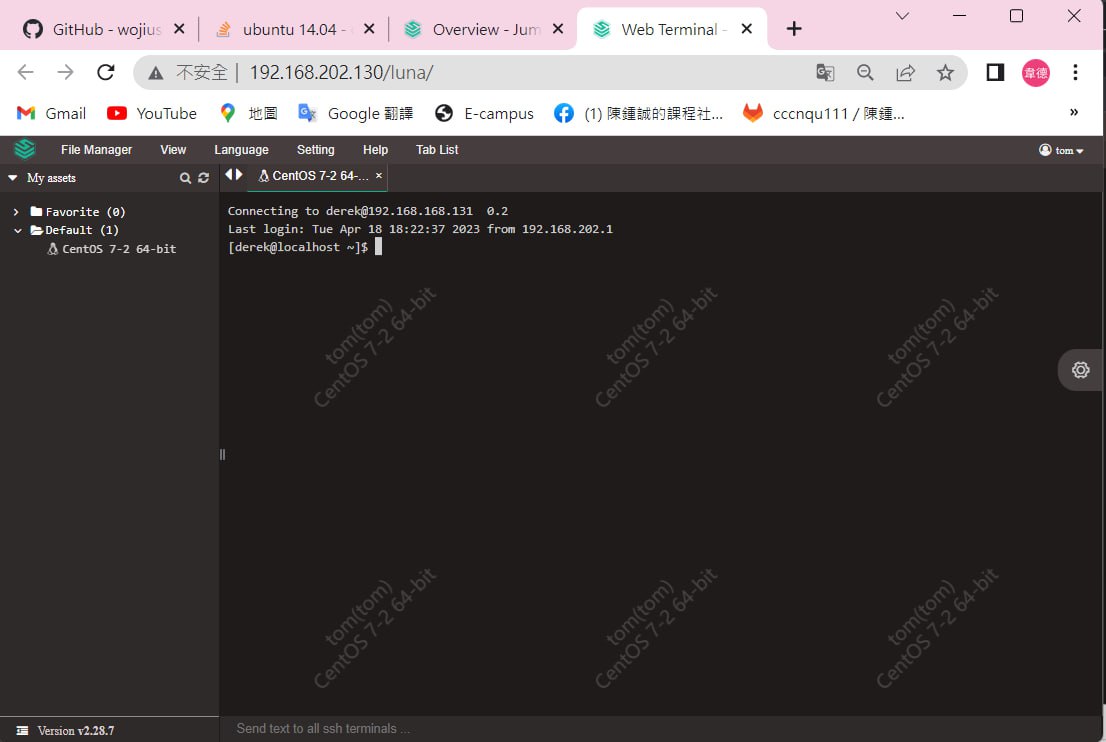 GitHub - wojius
ubuntu 14.04 -
Overview - Jum
Web Terminal -
不安全 | 192.168.202.130/luna/
韋德
Gmail
YouTube
地圖
Google 翻譯
E-campus
(1) 陳鍾誠的課程社...
cccnqu111 / 陳鍾...
»
File Manager View Language Setting Help Tab List
tom
My assets
CentOS 7-2 64-...
Favorite (0)
Default (1)
CentOS 7-2 64-bit
Connecting to derek@192.168.168.131 0.2
Last login: Tue Apr 18 18:22:37 2023 from 192.168.202.1
[derek@localhost ~]$
tom(tom)
CentOS 7-2 64-bit
tom(tom)
CentOS 7-2 64-bit
tom(tom)
CentOS 7-2 64-bit
tom(tom)
CentOS 7-2 64-bit
tom(tom)
CentOS 7-2 64-bit
tom(tom)
CentOS 7-2 64-bit
Version v2.28.7
Send text to all ssh terminals ...